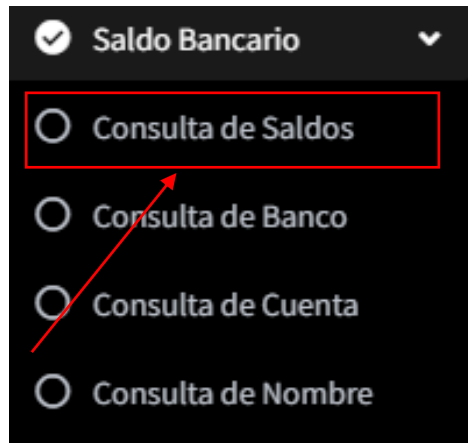 Saldo Bancario
Consulta de Saldos
Consulta de Banco
Consulta de Cuenta
Consulta de Nombre